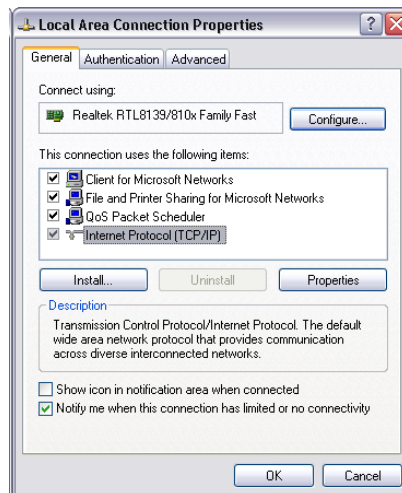 Local Area Connection Properties
General Authentication Advanced
Connect using:
Realtek RTL8139/810x Family Fast
Configure...
This connection uses the following items:
Client for Microsoft Networks
File and Printer Sharing for Microsoft Networks
QoS Packet Scheduler
Internet Protocol (TCP/IP)
Install... Uninstall Properties
Description
Transmission Control Protocol/Internet Protocol. The default
wide area network protocol that provides communication
across diverse interconnected networks.
Show icon in notification area when connected
Notify me when this connection has limited or no connectivity
OK Cancel